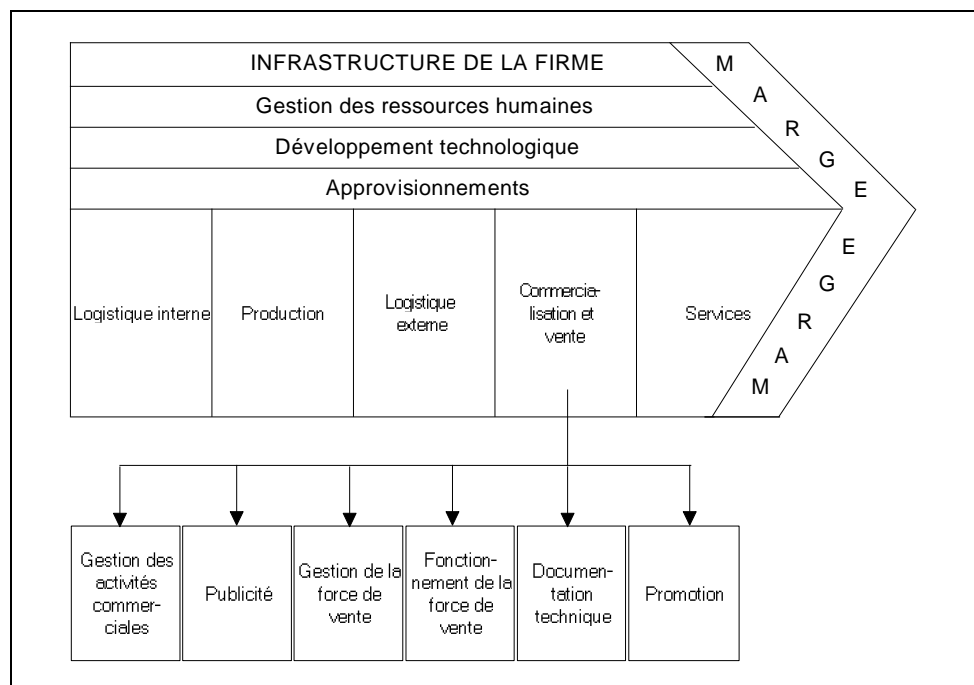 INFRASTRUCTURE DE LA FIRME
Gestion des ressources humaines
Développement technologique
Approvisionnements
M A R G E
Logistique interne
Production
Logistique
externe
Commercia-
lisation et
vente
Services
M A R G E
Gestion des
activités
commer-
ciales
Publicité
Gestion de la
force de
vente
Fonction-
nement de la
force de
vente
Documen-
tation
technique
Promotion